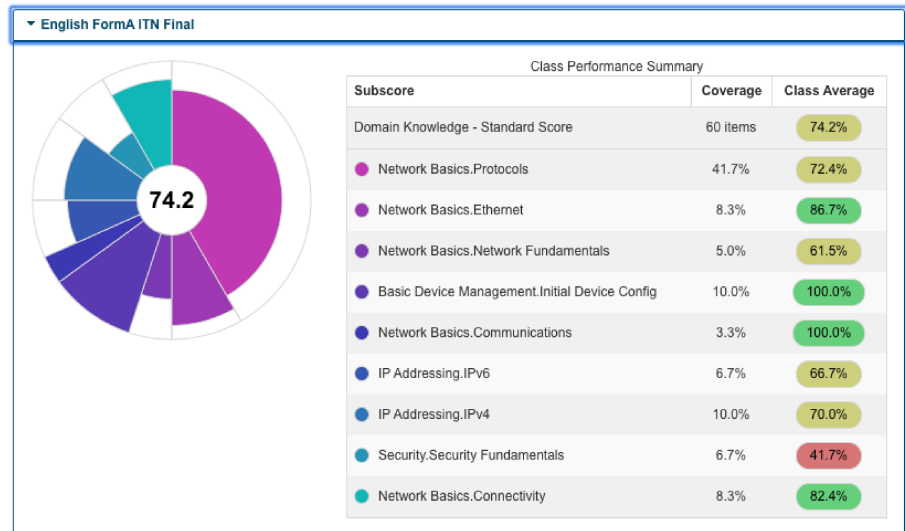 English FormA ITN Final
Class Performance Summary
Subscore Coverage Class Average
Domain Knowledge - Standard Score 60 items 74.2%
Network Basics.Protocols 41.7% 72.4%
Network Basics.Ethernet 8.3% 86.7%
Network Basics.Network Fundamentals 5.0% 61.5%
Basic Device Management.Initial Device Config 10.0% 100.0%
Network Basics.Communications 3.3% 100.0%
IP Addressing.IPv6 6.7% 66.7%
IP Addressing.IPv4 10.0% 70.0%
Security.Security Fundamentals 6.7% 41.7%
Network Basics.Connectivity 8.3% 82.4%
74.2